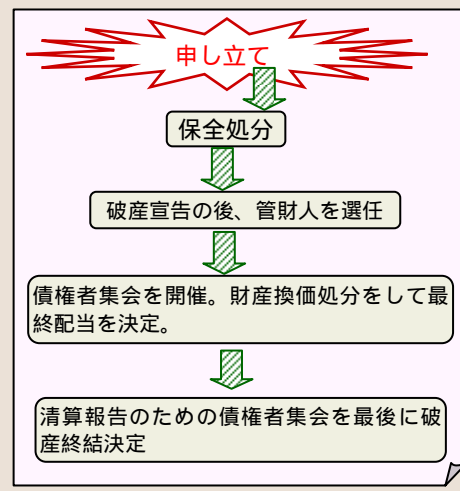 申し立て
保全処分
破産宣告の後、管財人を選任
債権者集会を開催。財産換価処分をして最
終配当を決定。
清算報告のための債権者集会を最後に破
産終結決定